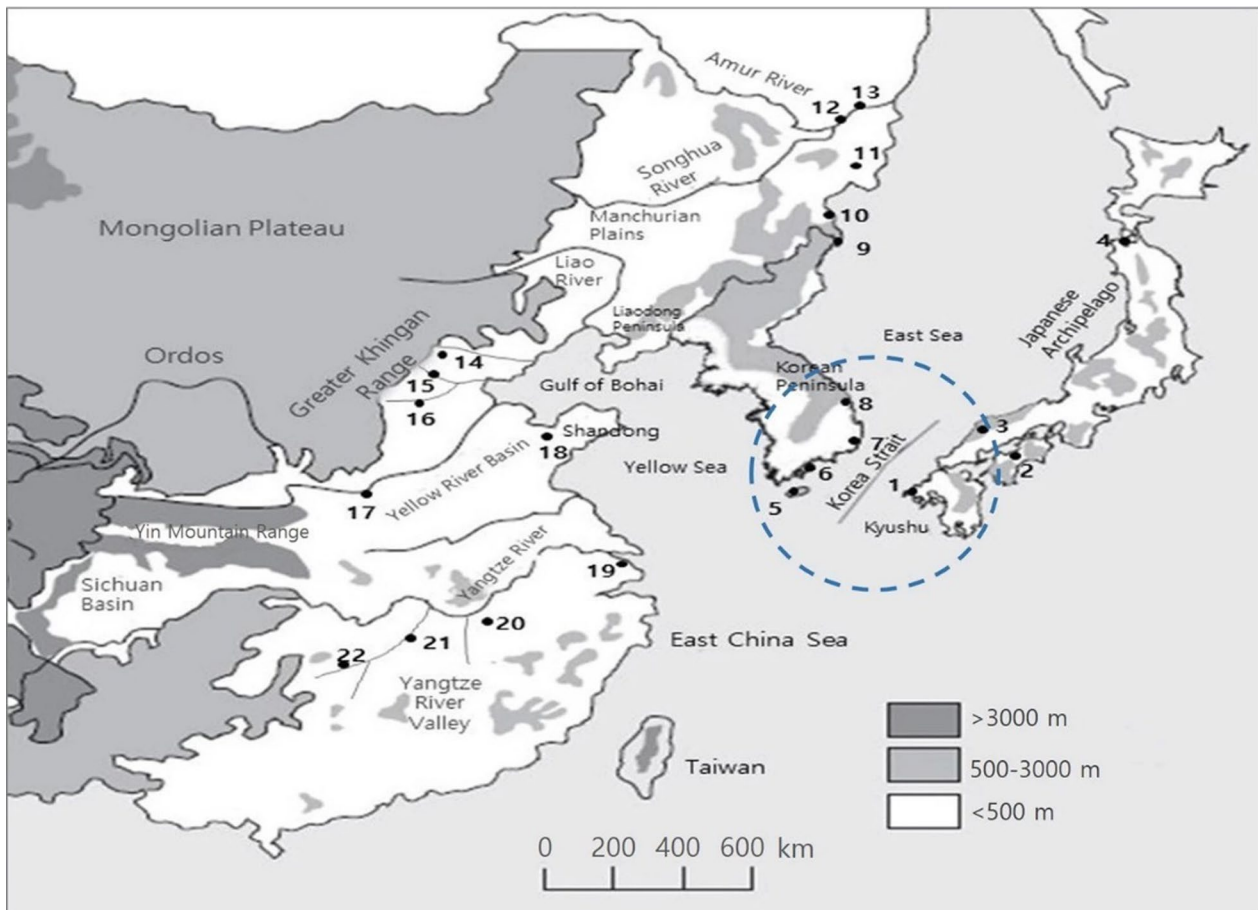 Amur River
13
12
11
Songhua
River
10
Manchurian
Plains
9
4
Mongolian Plateau
Liao
River
Liaodong
Peninsula
Japanese
Archipelago
East Sea
Greater Khingan
Range
14
15
16
Ordos
Gulf of Bohai
Korean
Peninsula
8
3
Shandong
18
7
2
Yellow Sea
6
Korea Strait
1
5
Kyushu
17
Yellow River Basin
Yin Mountain Range
Yangtze River
19
Sichuan
Basin
20
21
22
East China Sea
Yangtze
River
Valley
>3000 m
500-3000 m
<500 m
Taiwan
0 200 400 600 km